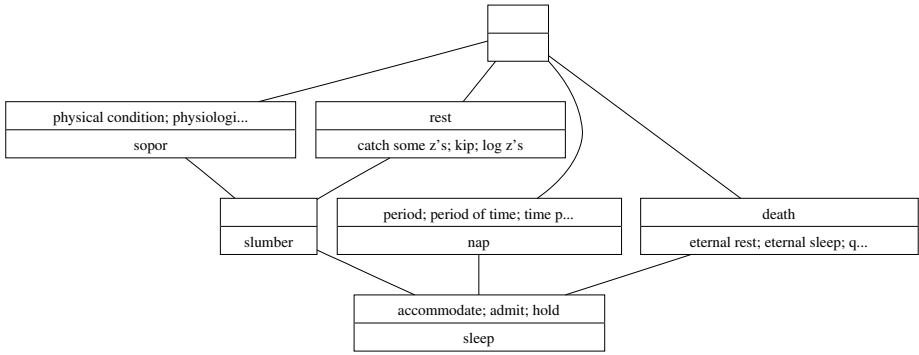 physical condition; physiologi...
sopor
rest
catch some z's; kip; log z's
slumber
period; period of time; time p...
nap
death
eternal rest; eternal sleep; q...
accommodate; admit; hold
sleep